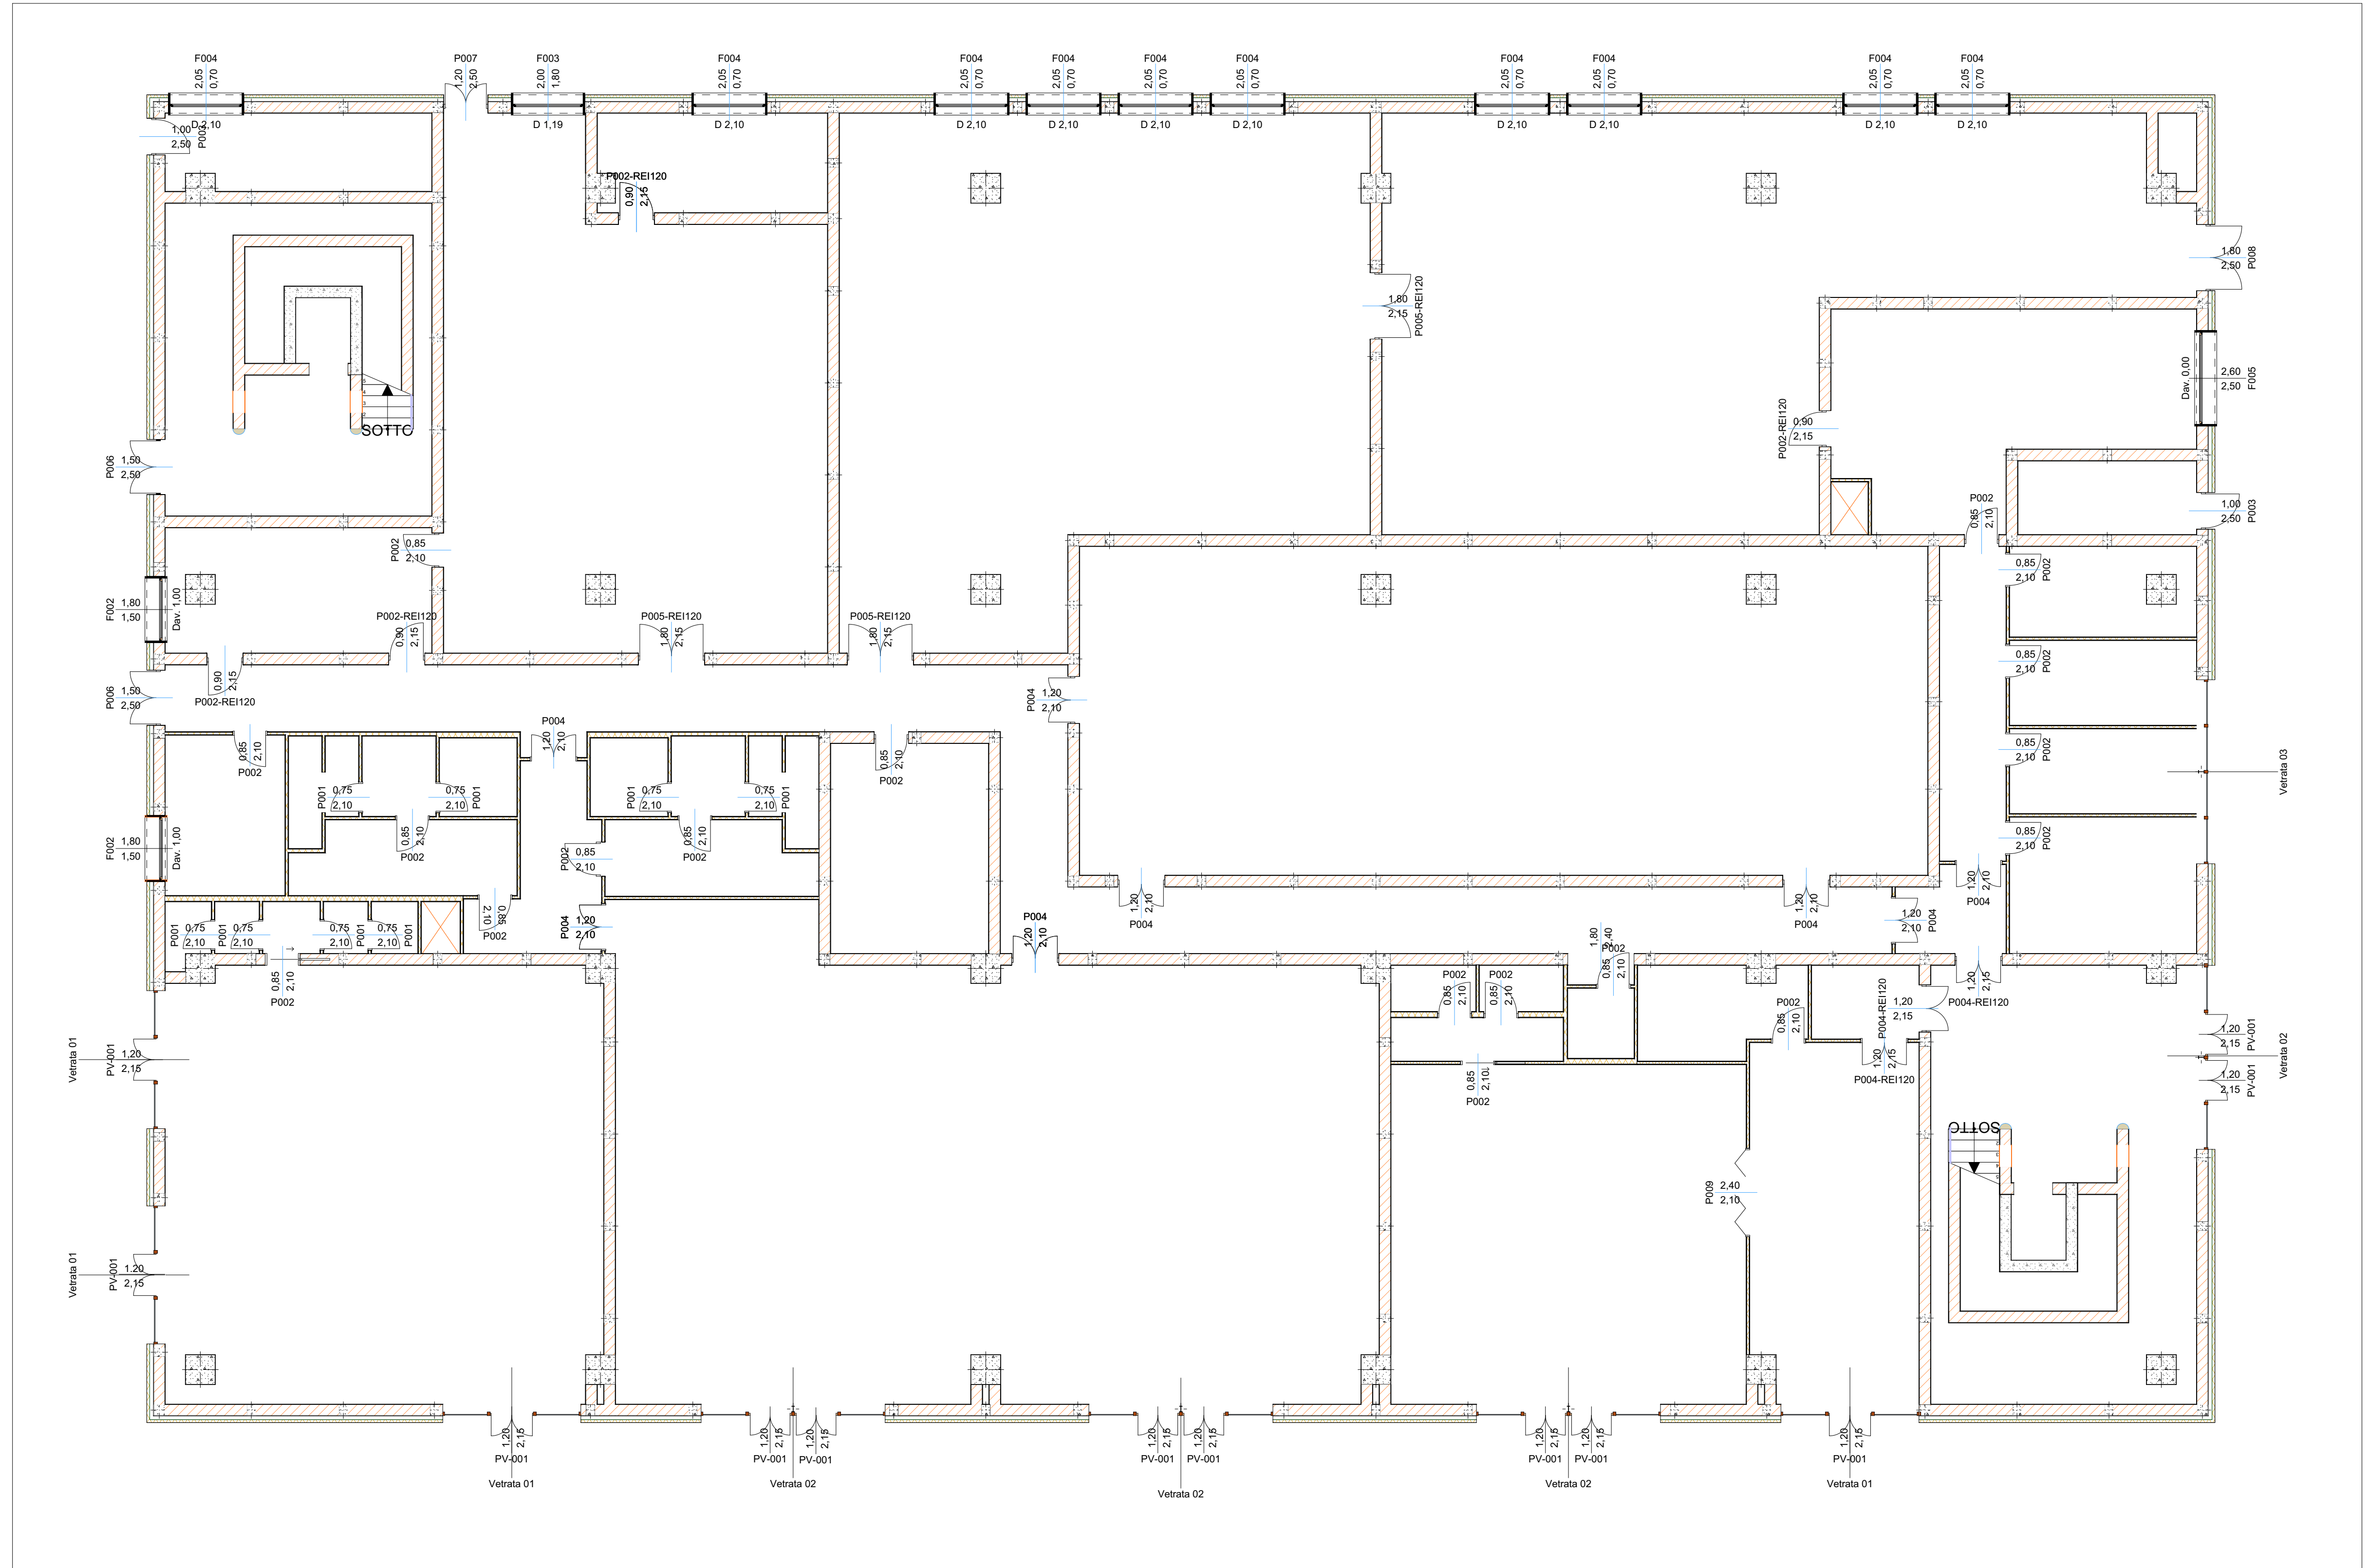 F004
2,05
0,70
D 2,10
P007
1,20
2,50
F003
2,00
1,80
D 1,19
F004
2,05
0,70
D 2,10
F004
2,05
0,70
D 2,10
F004
2,05
0,70
D 2,10
F004
2,05
0,70
D 2,10
F004
2,05
0,70
D 2,10
F004
2,05
0,70
D 2,10
F004
2,05
0,70
D 2,10
F004
2,05
0,70
D 2,10
F004
2,05
0,70
D 2,10
1,00
2,50
P003
P002-REI120
0,90
2,15
1,80
2,50
P008
1,80
2,15
P005-REI120
Dav. 0,00
2,60
2,50
F005
5
4
3
2
SOTTO
P002-REI120
0,90
2,15
P006
1,50
2,50
P002
0,85
2,10
1,00
2,50
P003
P002
0,85
2,10
0,85
2,10
P002
F002
1,80
1,50
Dav. 1,00
P002-REI120
0,90
2,15
P005-REI120
1,80
2,15
P005-REI120
1,80
2,15
0,85
2,10
P002
0,90
2,15
P002-REI120
P006
1,50
2,50
P004
1,20
2,10
P004
1,20
2,10
0,85
2,10
P002
0,85
2,10
P002
0,85
2,10
P002
Vetrata 03
P001
0,75
2,10
0,75
2,10
P001
P001
0,75
2,10
0,75
2,10
P001
F002
1,80
1,50
Dav. 1,00
0,85
2,10
P002
P002
0,85
2,10
0,85
2,10
P002
0,85
2,10
P002
1,20
2,10
P004
0,85
2,10
P002
1,20
2,10
P004
1,20
2,10
P004
1,20
2,10
P004
P001
0,75
2,10
P001
0,75
2,10
0,75
2,10
P001
0,75
2,10
P001
P004
1,20
2,10
P004
1,20
2,10
1,80
2,40
P002
0,85
2,10
0,85
2,10
P002
P002
0,85
2,10
P002
0,85
2,10
P002
0,85
2,10
P004-REI120
1,20
2,15
1,20
2,15
P004-REI120
1,20
2,15
P004-REI120
1,20
2,15
PV-001
Vetrata 02
1,20
2,15
PV-001
Vetrata 01
PV-001
1,20
2,15
0,85
2,10
P002
SOTTO
P009
2,40
2,10
Vetrata 01
PV-001
1,20
2,15
1,20
2,15
PV-001
Vetrata 01
1,20
2,15
PV-001
1,20
2,15
PV-001
Vetrata 02
1,20
2,15
PV-001
1,20
2,15
PV-001
Vetrata 02
1,20
2,15
PV-001
1,20
2,15
PV-001
Vetrata 02
1,20
2,15
PV-001
Vetrata 01